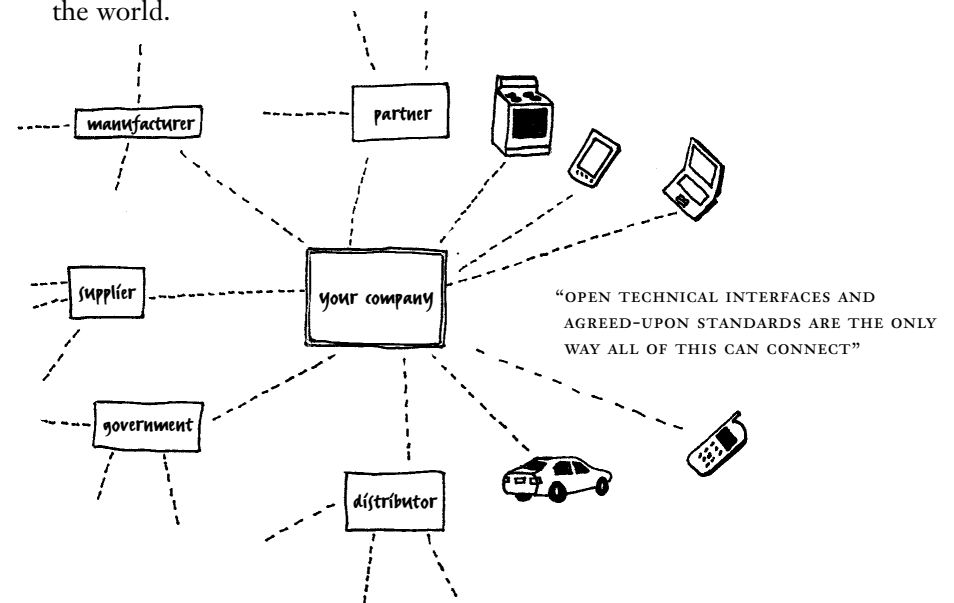 the world.
manufacturer
partner
supplier
your company
“OPEN TECHNICAL INTERFACES AND
AGREED-UPON STANDARDS ARE THE ONLY
WAY ALL OF THIS CAN CONNECT”
government
distributor